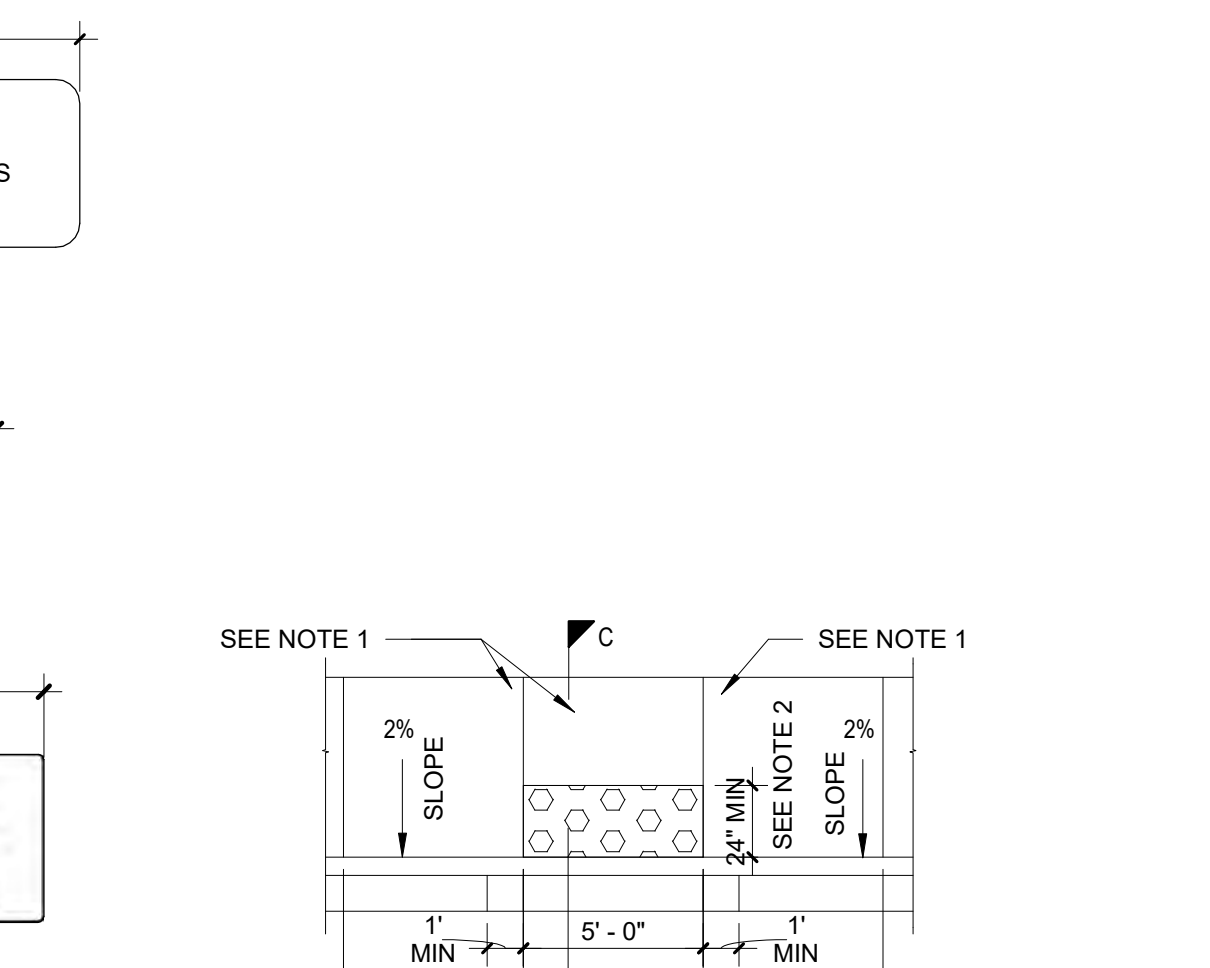 S
SEE NOTE 1
C
SEE NOTE 1
2%
SLOPE
24" MIN
SEE NOTE 2
SLOPE
2%
1'
MIN
5' - 0"
1'
MIN